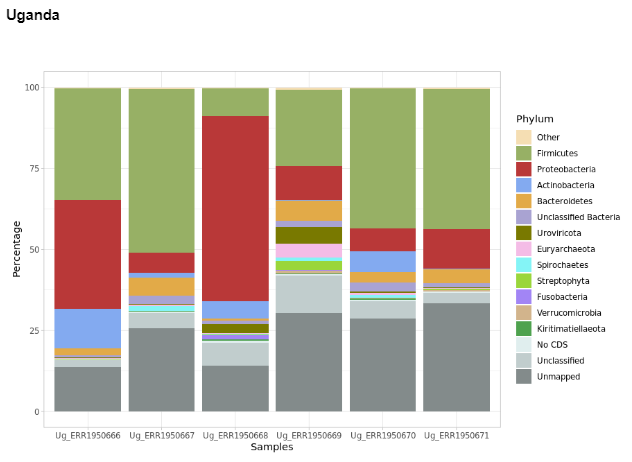 Uganda
100
75
50
25
0
Percentage
Ug_ERR1950666 Ug_ERR1950667 Ug_ERR1950668 Ug_ERR1950669 Ug_ERR1950670 Ug_ERR1950671
Samples
Phylum
Other
Firmicutes
Proteobacteria
Actinobacteria
Bacteroidetes
Unclassified Bacteria
Uroviricota
Euryarchaeota
Spirochaetes
Streptophyta
Fusobacteria
Verrucomicrobia
Kiritimatiellaeota
No CDS
Unclassified
Unmapped